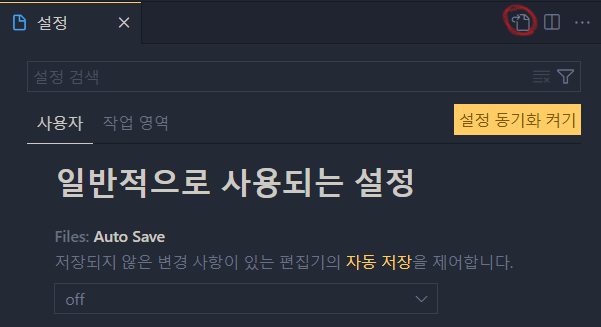 설정
설정 검색
사용자 작업 영역 설정 동기화 켜기
일반적으로 사용되는 설정
Files: Auto Save
저장되지 않은 변경 사항이 있는 편집기의 자동 저장을 제어합니다.
off